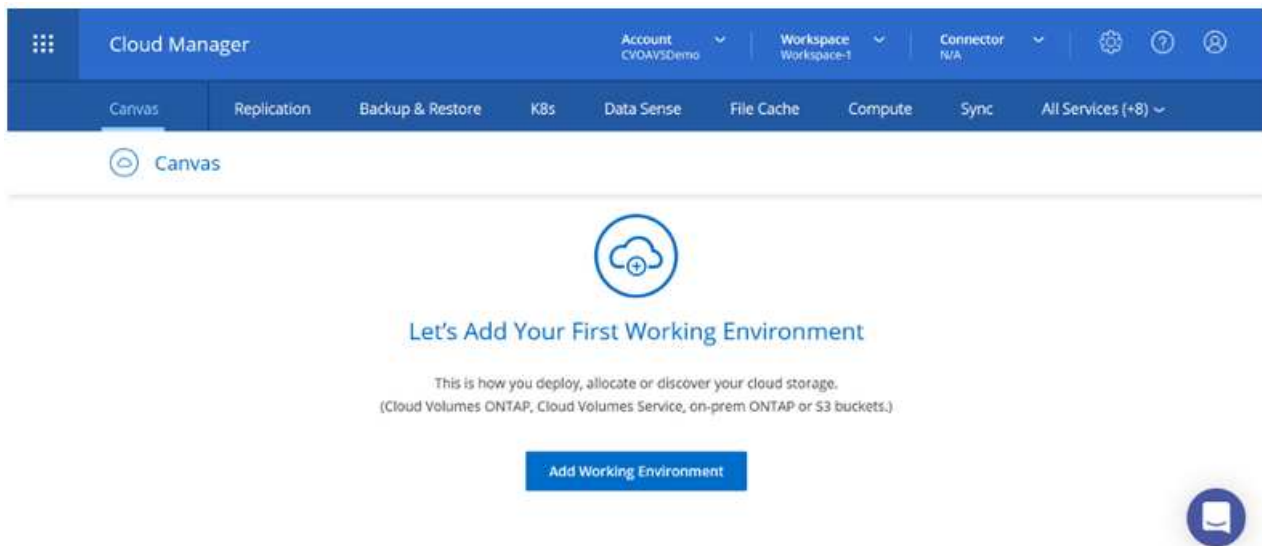 Cloud Manager
Account
CVOAVSDemo
Workspace
Workspace-1
Connector
N/A
Canvas
Replication
Backup & Restore
K8s
Data Sense
File Cache
Compute
Sync
All Services (+8)
Canvas
Let's Add Your First Working Environment
This is how you deploy, allocate or discover your cloud storage.
(Cloud Volumes ONTAP, Cloud Volumes Service, on-prem ONTAP or S3 buckets.)
Add Working Environment